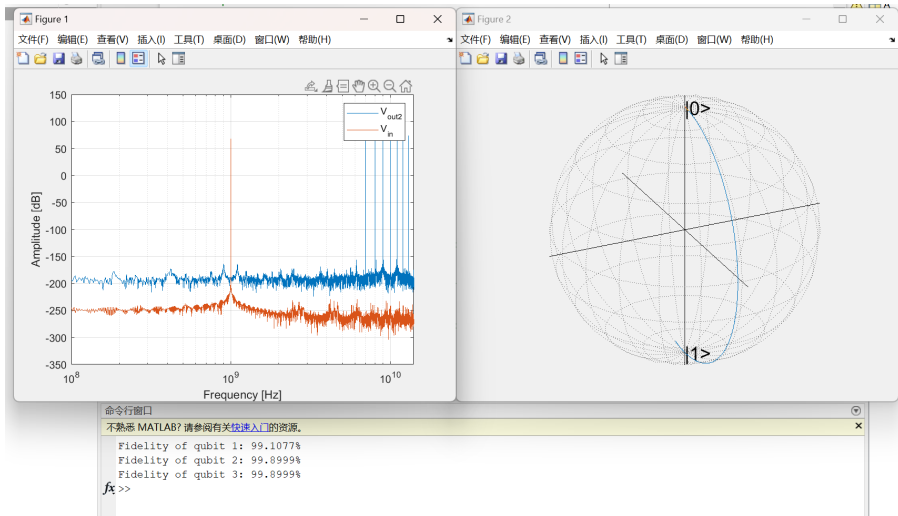 Figure 1
文件(F) 编辑(E) 查看(V) 插入(I) 工具(T) 桌面(D) 窗口(W) 帮助(H)
150
100
50
0
-50
-100
-150
-200
-250
-300
-350
Amplitude [dB]
V_out2
V_in
10^8 10^9 10^10
Frequency [Hz]
Figure 2
文件(F) 编辑(E) 查看(V) 插入(I) 工具(T) 桌面(D) 窗口(W) 帮助(H)
|0>
|1>
命令行窗口
不熟悉 MATLAB? 请参阅有关快速入门的资源。
Fidelity of qubit 1: 99.1077%
Fidelity of qubit 2: 99.8999%
Fidelity of qubit 3: 99.8999%
fx >>